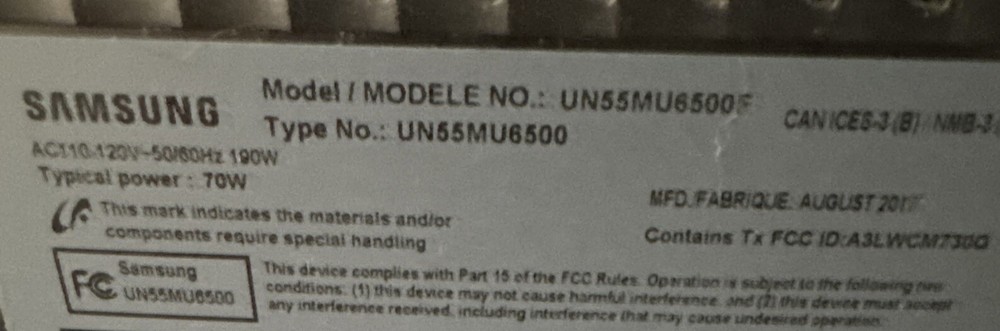 SAMSUNG
Model / MODELE NO.: UN55MU6500F
Type No.: UN55MU6500
CAN ICES-3 (B) / NMB-3
AC110-120V~50/60Hz 190W
Typical power : 70W
MFD./FABRIQUE: AUGUST 2017
This mark indicates the materials and/or
components require special handling
Contains Tx FCC ID:A3LWCM730Q
FC Samsung
UN55MU6500
This device complies with Part 15 of the FCC Rules. Operation is subject to the following two
conditions: (1) this device may not cause harmful interference, and (2) this device must accept
any interference received, including interference that may cause undesired operation.